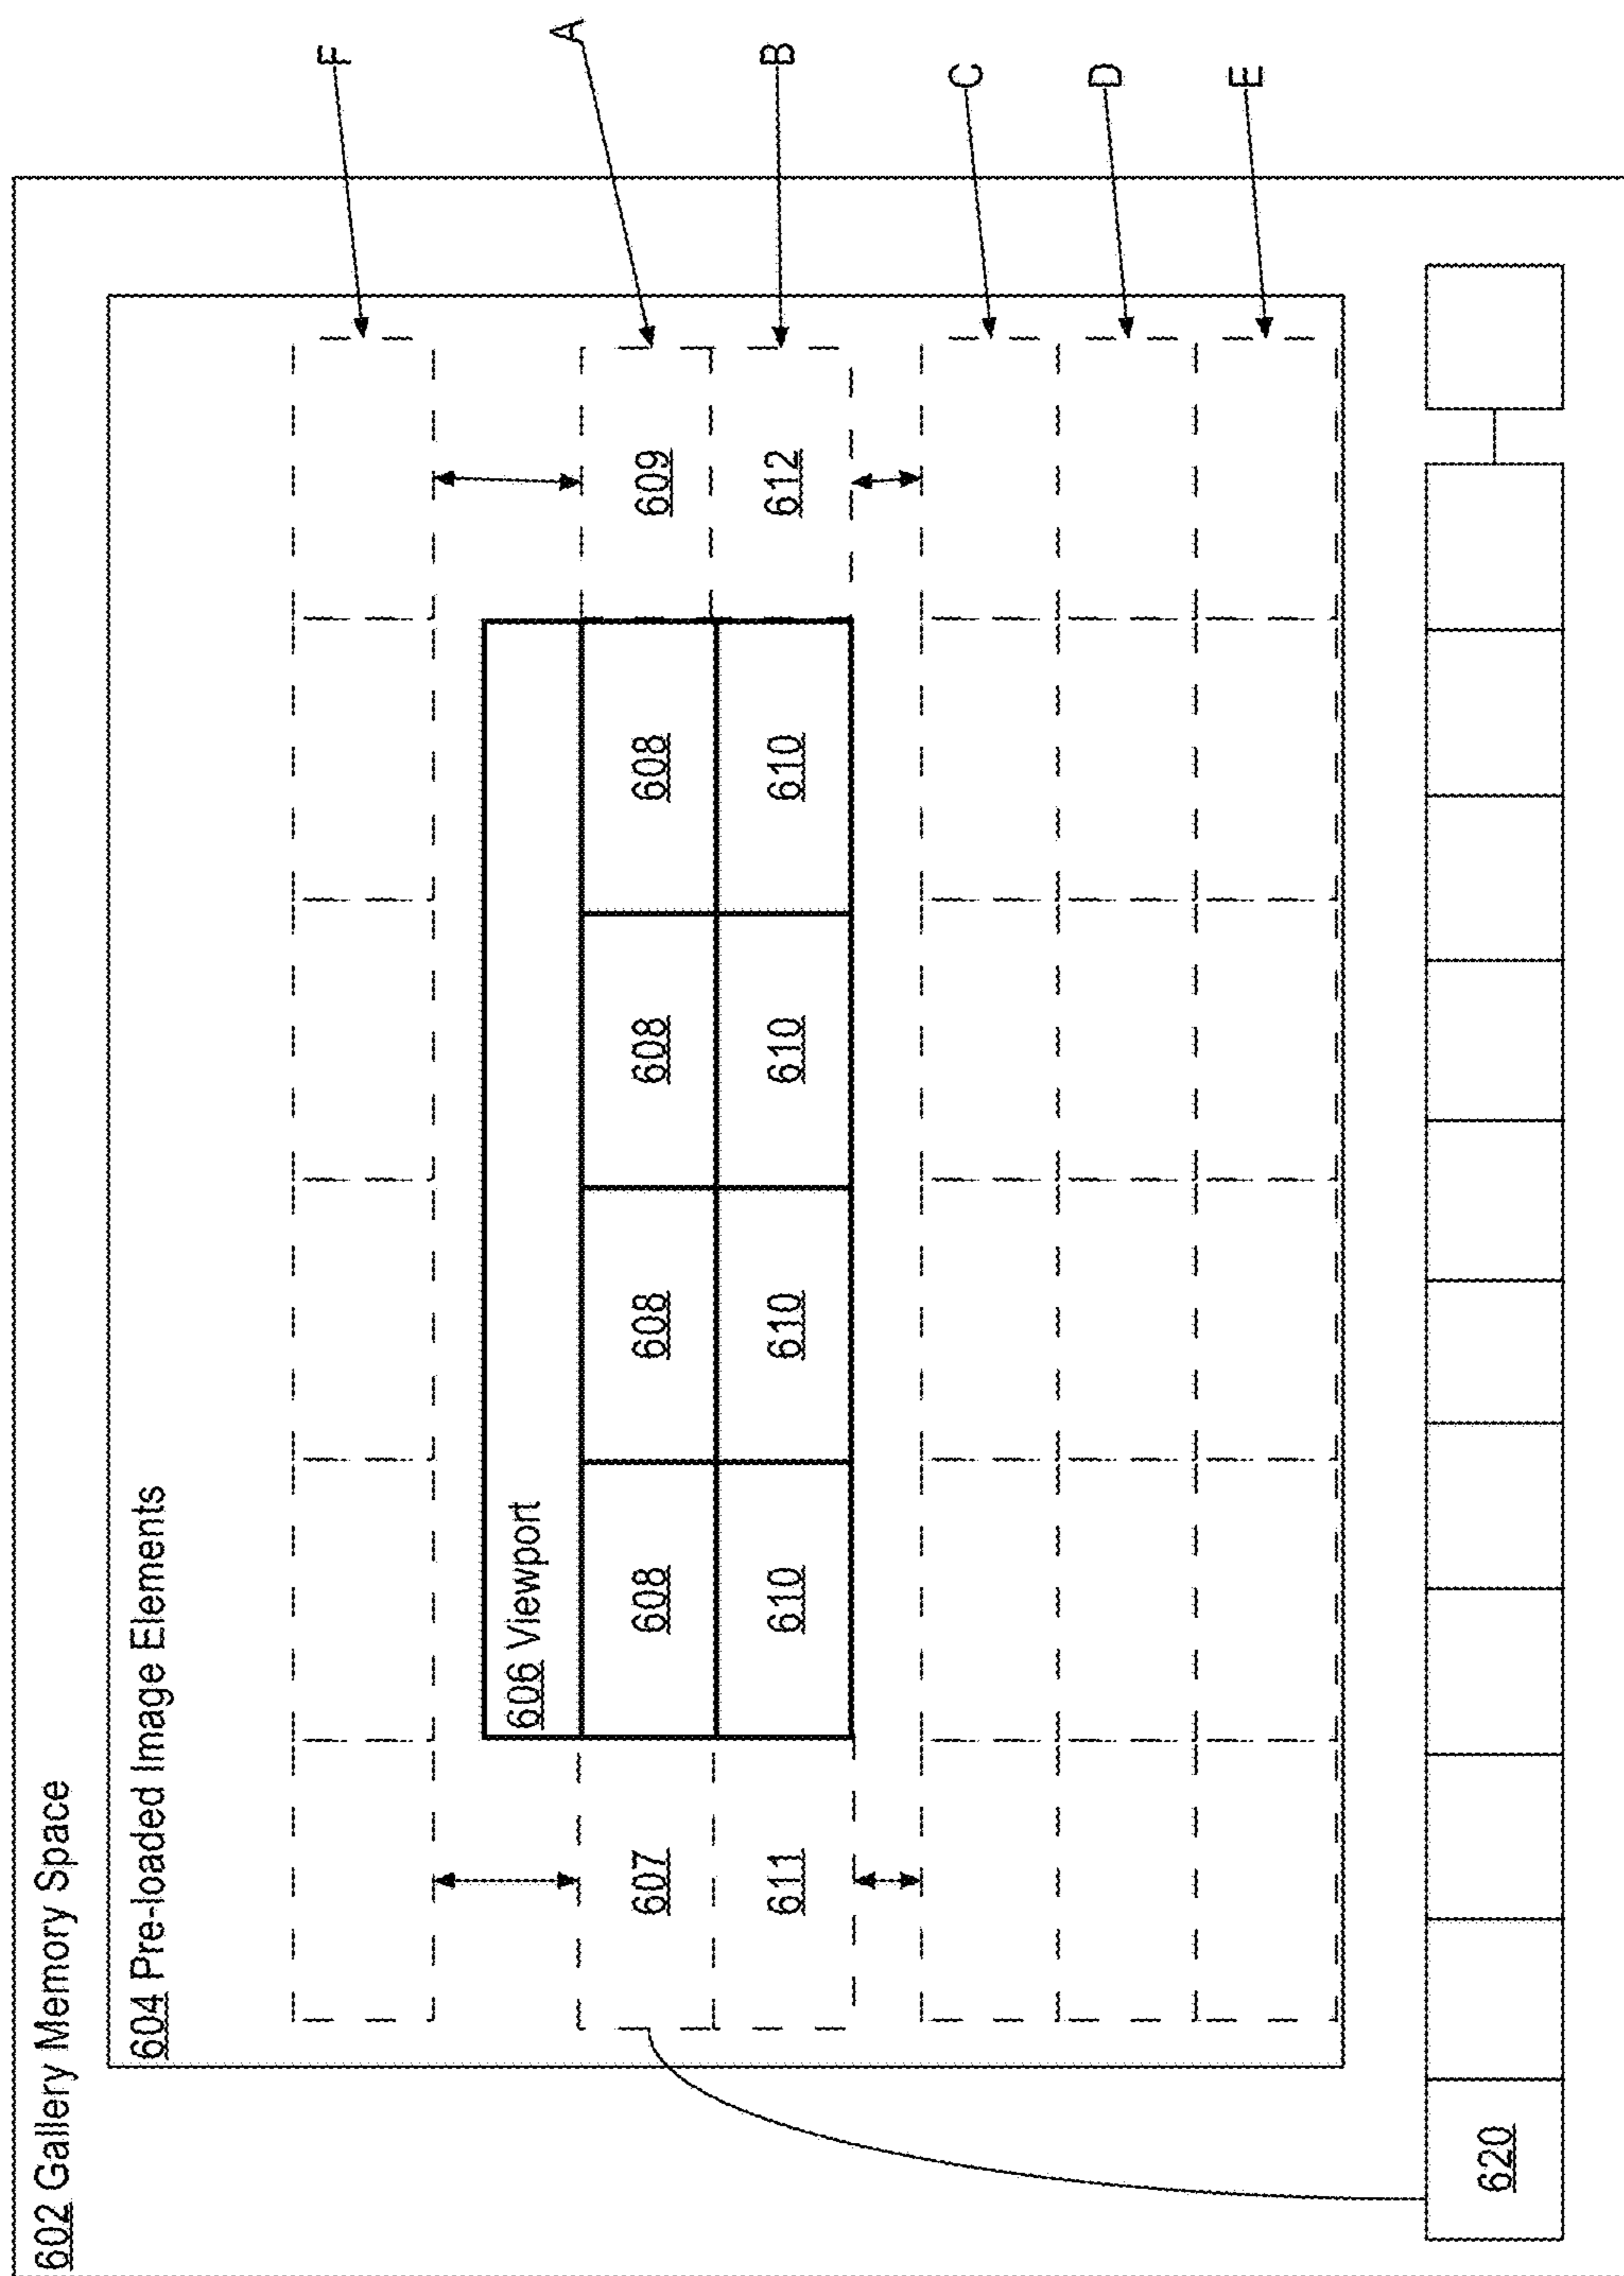 602 Gallery Memory Space
604 Pre-loaded Image Elements
F
606 Viewport
607 608 608 608 608 609
A
611 610 610 610 610 612
B
C
D
E
620